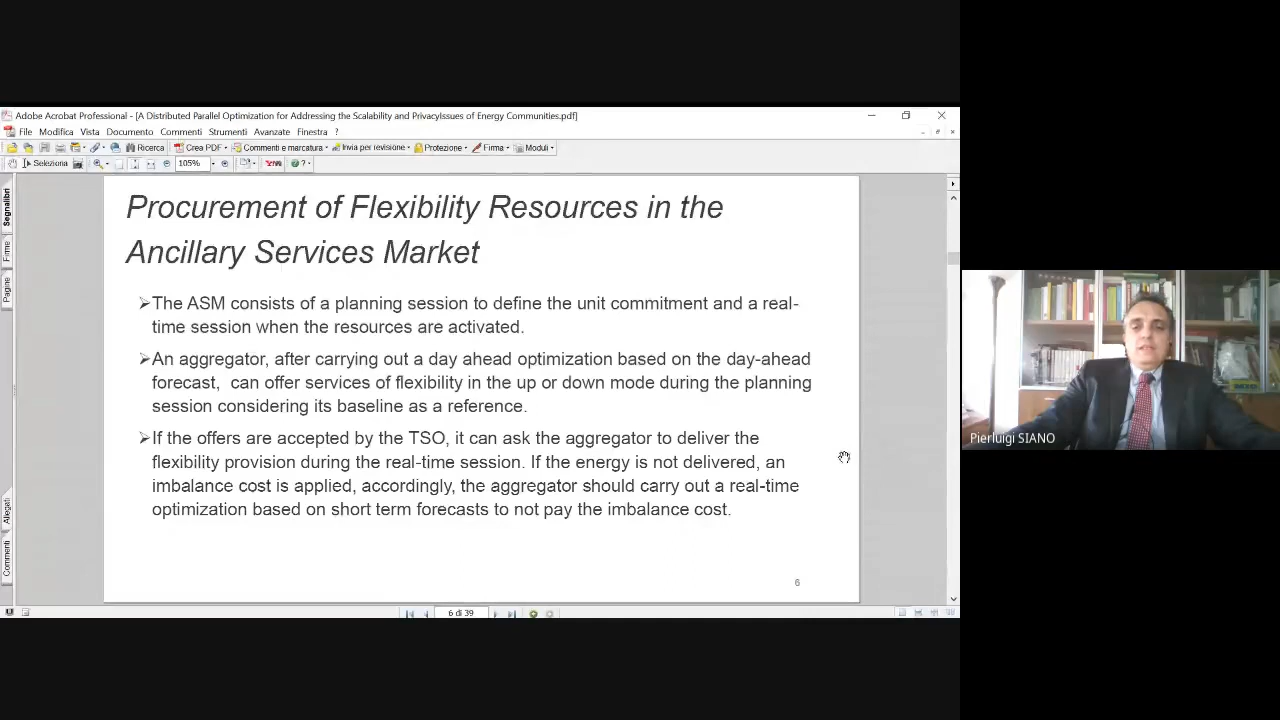 Adobe Acrobat Professional - [A Distributed Parallel Optimization for Addressing the Scalability and PrivacyIssues of Energy Communities.pdf]
File Modifica Vista Documento Commenti Strumenti Avanzate Finestra ?
Ricerca Crea PDF Commenti e marcatura Invia per revisione Protezione Firma Moduli
Seleziona 105% ?
Segnalibri
Firme
Pagine
Allegati
Commenti
Procurement of Flexibility Resources in the
Ancillary Services Market
➢The ASM consists of a planning session to define the unit commitment and a real-
time session when the resources are activated.
➢An aggregator, after carrying out a day ahead optimization based on the day-ahead
forecast, can offer services of flexibility in the up or down mode during the planning
session considering its baseline as a reference.
➢If the offers are accepted by the TSO, it can ask the aggregator to deliver the
flexibility provision during the real-time session. If the energy is not delivered, an
imbalance cost is applied, accordingly, the aggregator should carry out a real-time
optimization based on short term forecasts to not pay the imbalance cost.
6
6 di 39
Pierluigi SIANO